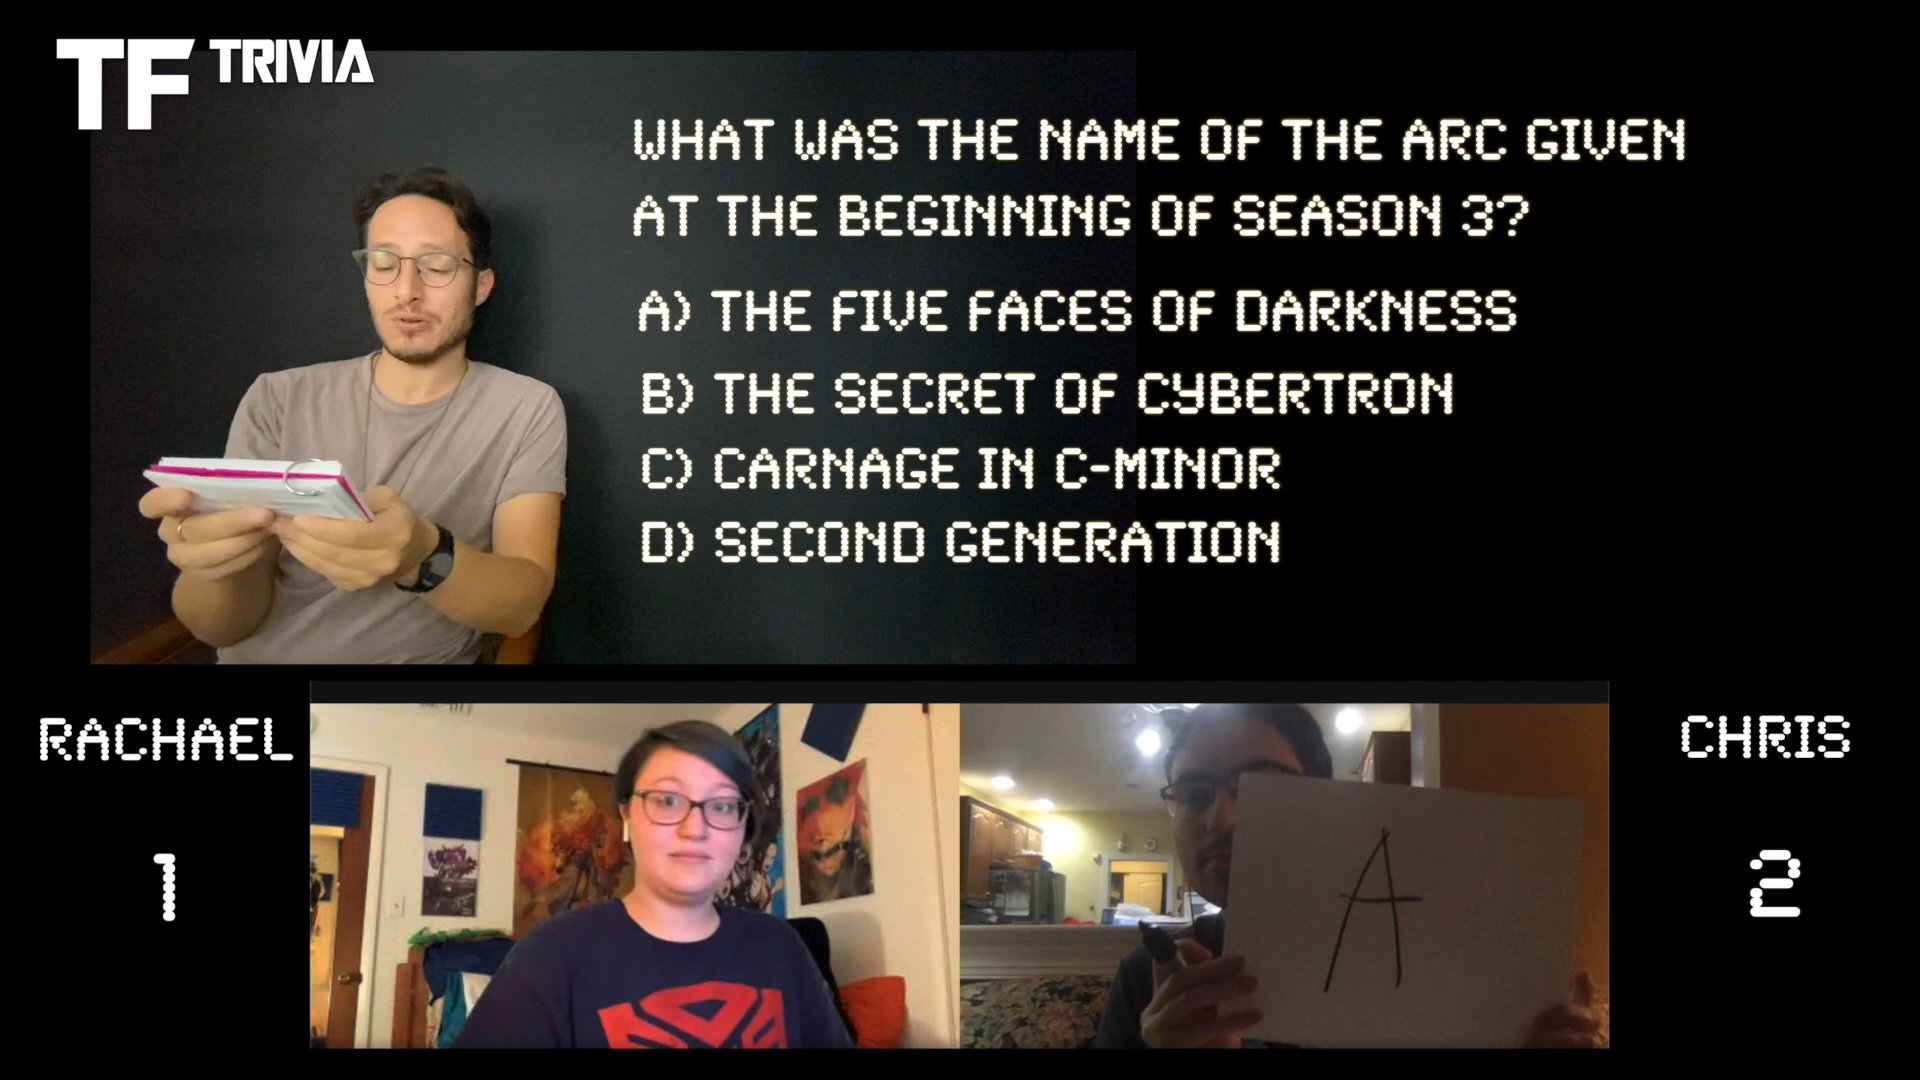 TF TRIVIA
WHAT WAS THE NAME OF THE ARC GIVEN
AT THE BEGINNING OF SEASON 3?
A) THE FIVE FACES OF DARKNESS
B) THE SECRET OF CYBERTRON
C) CARNAGE IN C-MINOR
D) SECOND GENERATION
RACHAEL
CHRIS
1
2
A